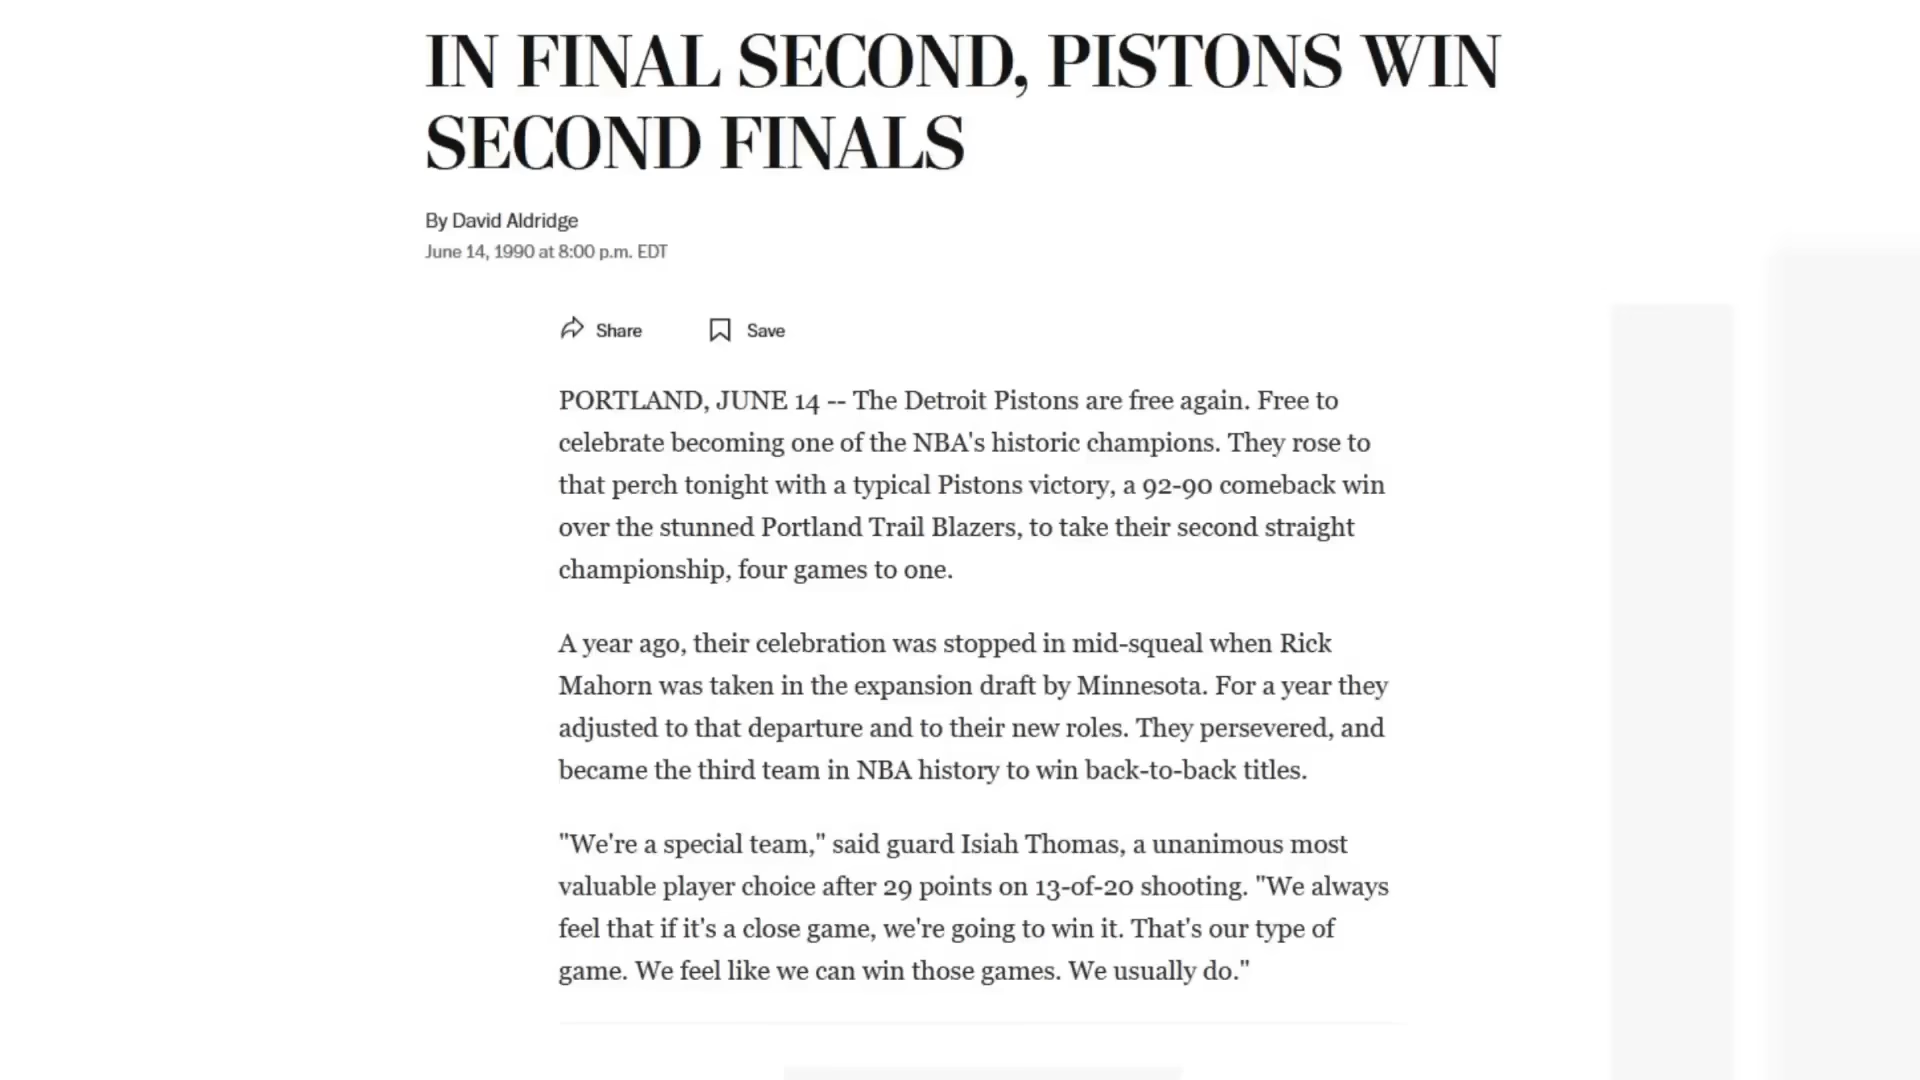 IN FINAL SECOND, PISTONS WIN
SECOND FINALS
By David Aldridge
June 14, 1990 at 8:00 p.m. EDT
Share Save
PORTLAND, JUNE 14 -- The Detroit Pistons are free again. Free to
celebrate becoming one of the NBA's historic champions. They rose to
that perch tonight with a typical Pistons victory, a 92-90 comeback win
over the stunned Portland Trail Blazers, to take their second straight
championship, four games to one.
A year ago, their celebration was stopped in mid-squeal when Rick
Mahorn was taken in the expansion draft by Minnesota. For a year they
adjusted to that departure and to their new roles. They persevered, and
became the third team in NBA history to win back-to-back titles.
"We're a special team," said guard Isiah Thomas, a unanimous most
valuable player choice after 29 points on 13-of-20 shooting. "We always
feel that if it's a close game, we're going to win it. That's our type of
game. We feel like we can win those games. We usually do."